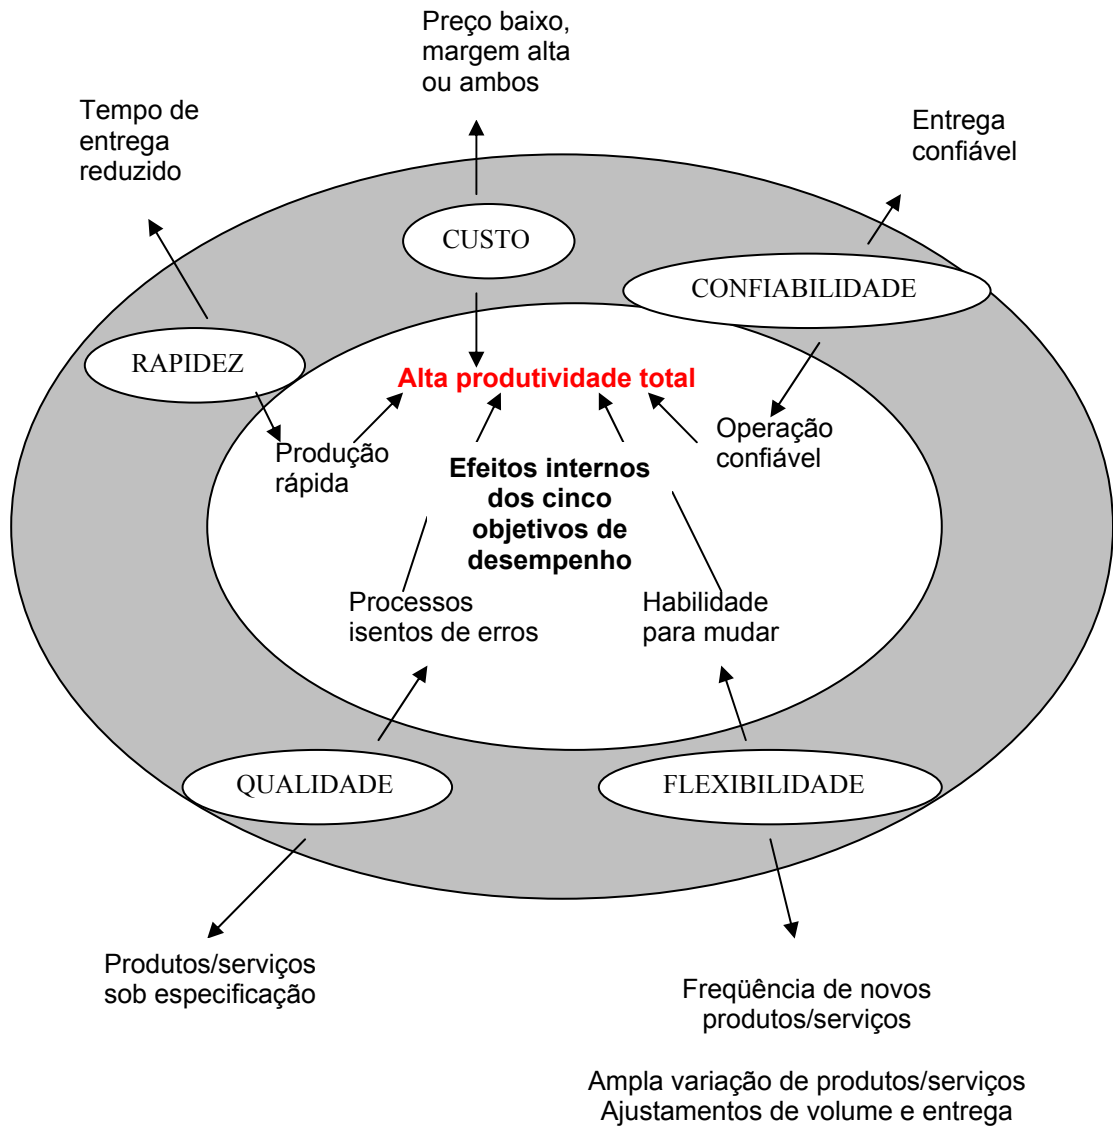 Preço baixo,
margem alta
ou ambos
Tempo de
entrega
reduzido
Entrega
confiável
CUSTO
CONFIABILIDADE
RAPIDEZ
Alta produtividade total
Produção
rápida
Operação
confiável
Efeitos internos
dos cinco
objetivos de
desempenho
Processos
isentos de erros
Habilidade
para mudar
QUALIDADE
FLEXIBILIDADE
Produtos/serviços
sob especificação
Freqüência de novos
produtos/serviços
Ampla variação de produtos/serviços
Ajustamentos de volume e entrega